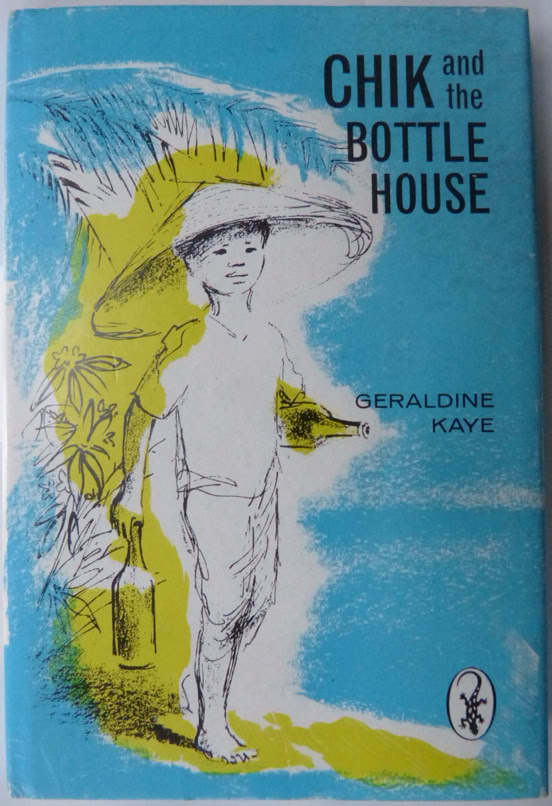 CHIK and
the
BOTTLE
HOUSE
GERALDINE
KAYE